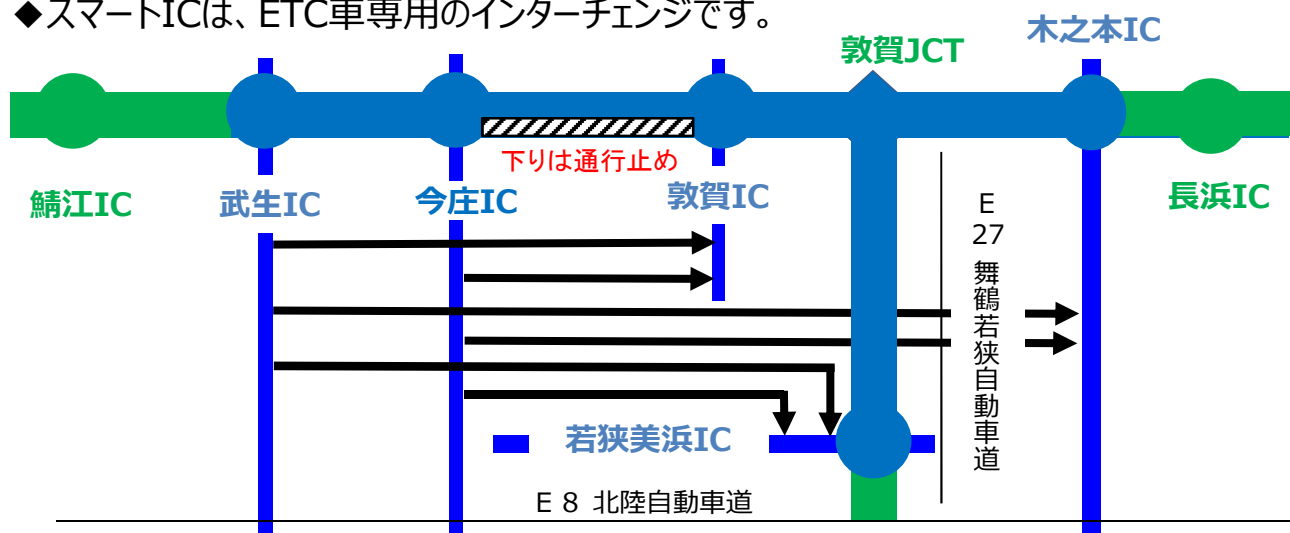 ◆スマートICは、ETC車専用のインターチェンジです。
木之本IC
敦賀JCT
下りは通行止め
鯖江IC
武生IC
今庄IC
敦賀IC
長浜IC
E
27
舞鶴若狭自動車道
若狭美浜IC
E 8 北陸自動車道